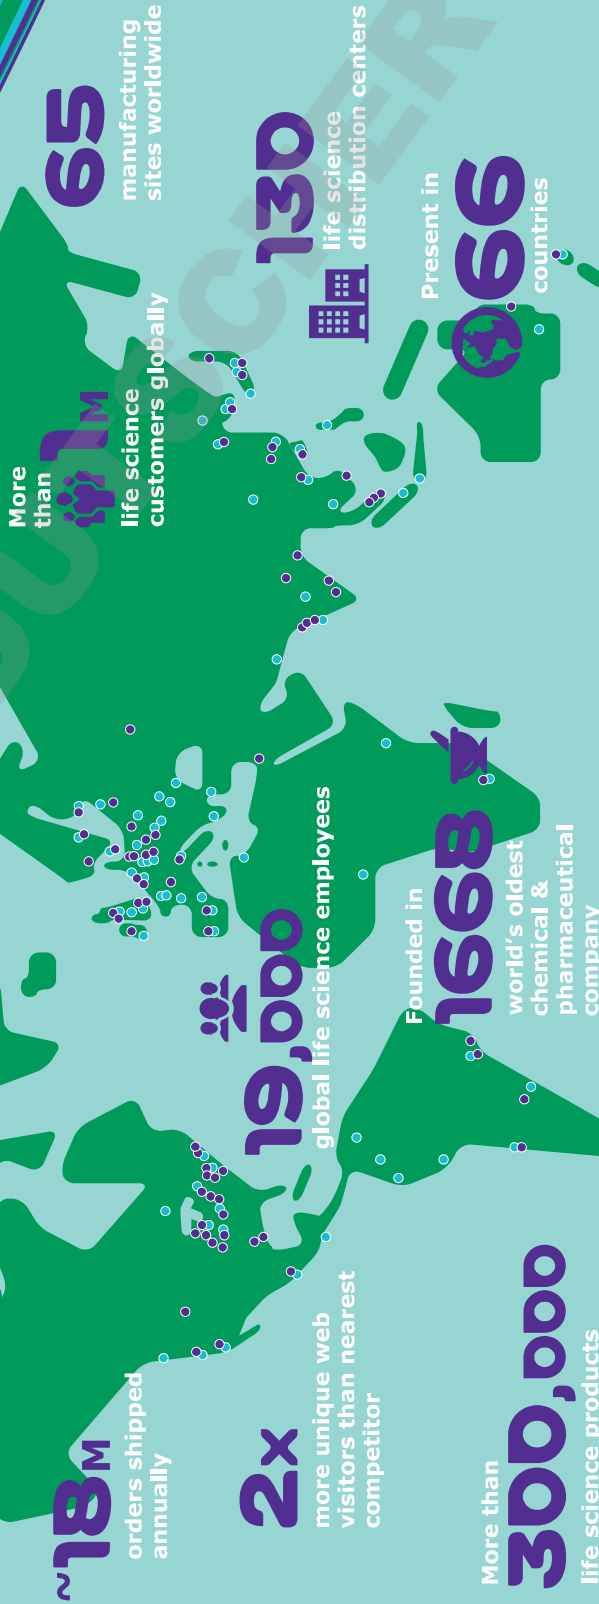 ~18M
orders shipped
annually
2x
more unique web
visitors than nearest
competitor
More than
300,000
life science products
19,000
global life science employees
Founded in
1668
world's oldest
chemical &
pharmaceutical
company
More
than
1M
life science
customers globally
65
manufacturing
sites worldwide
130
life science
distribution centers
Present in
66
countries